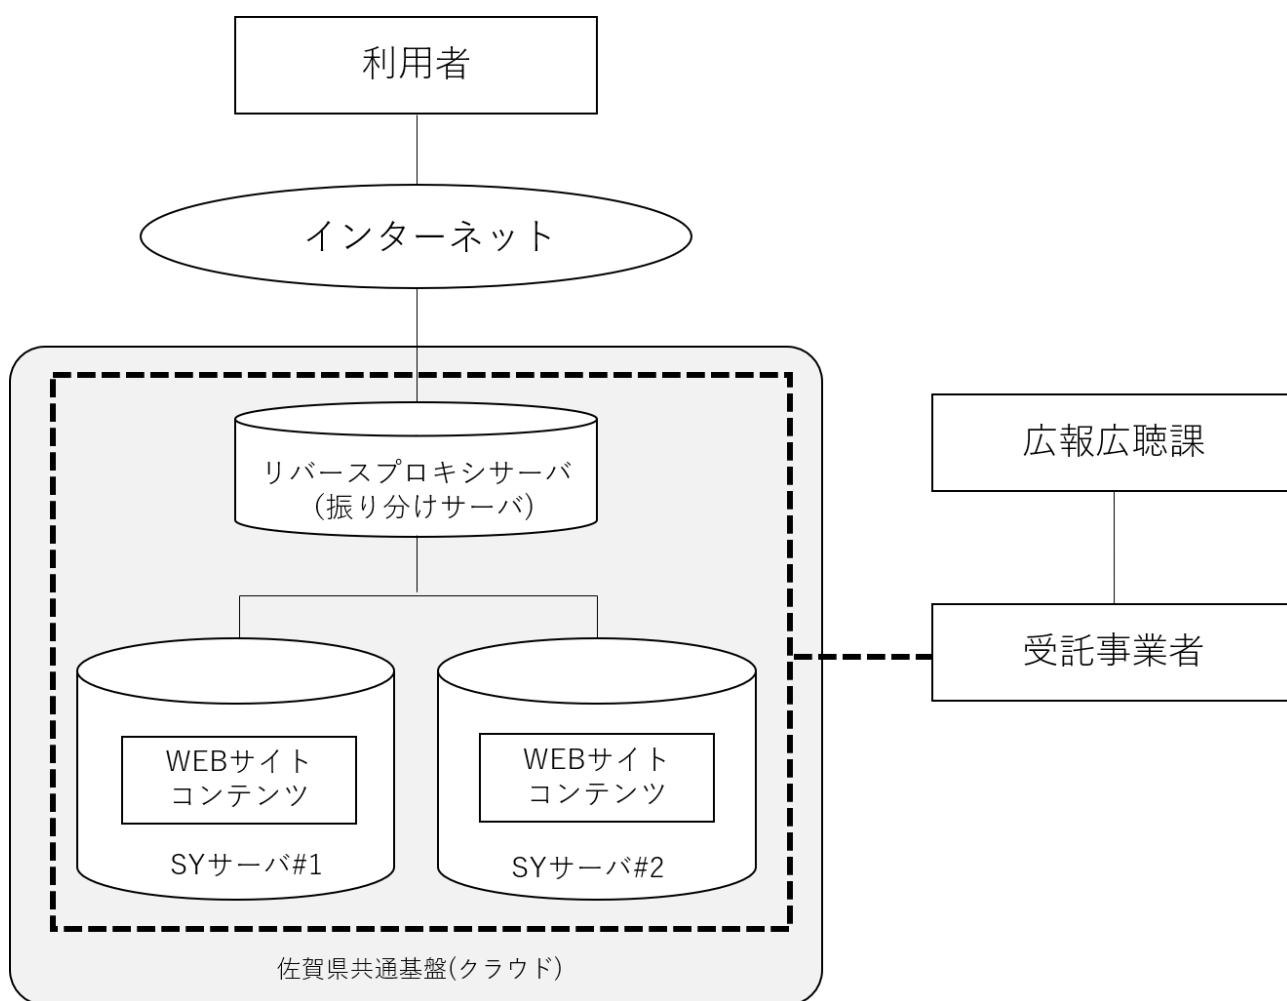 利用者
インターネット
リバースプロキシサーバ
(振り分けサーバ)
広報広聴課
受託事業者
WEBサイト
コンテンツ
SYサーバ#1
WEBサイト
コンテンツ
SYサーバ#2
佐賀県共通基盤(クラウド)